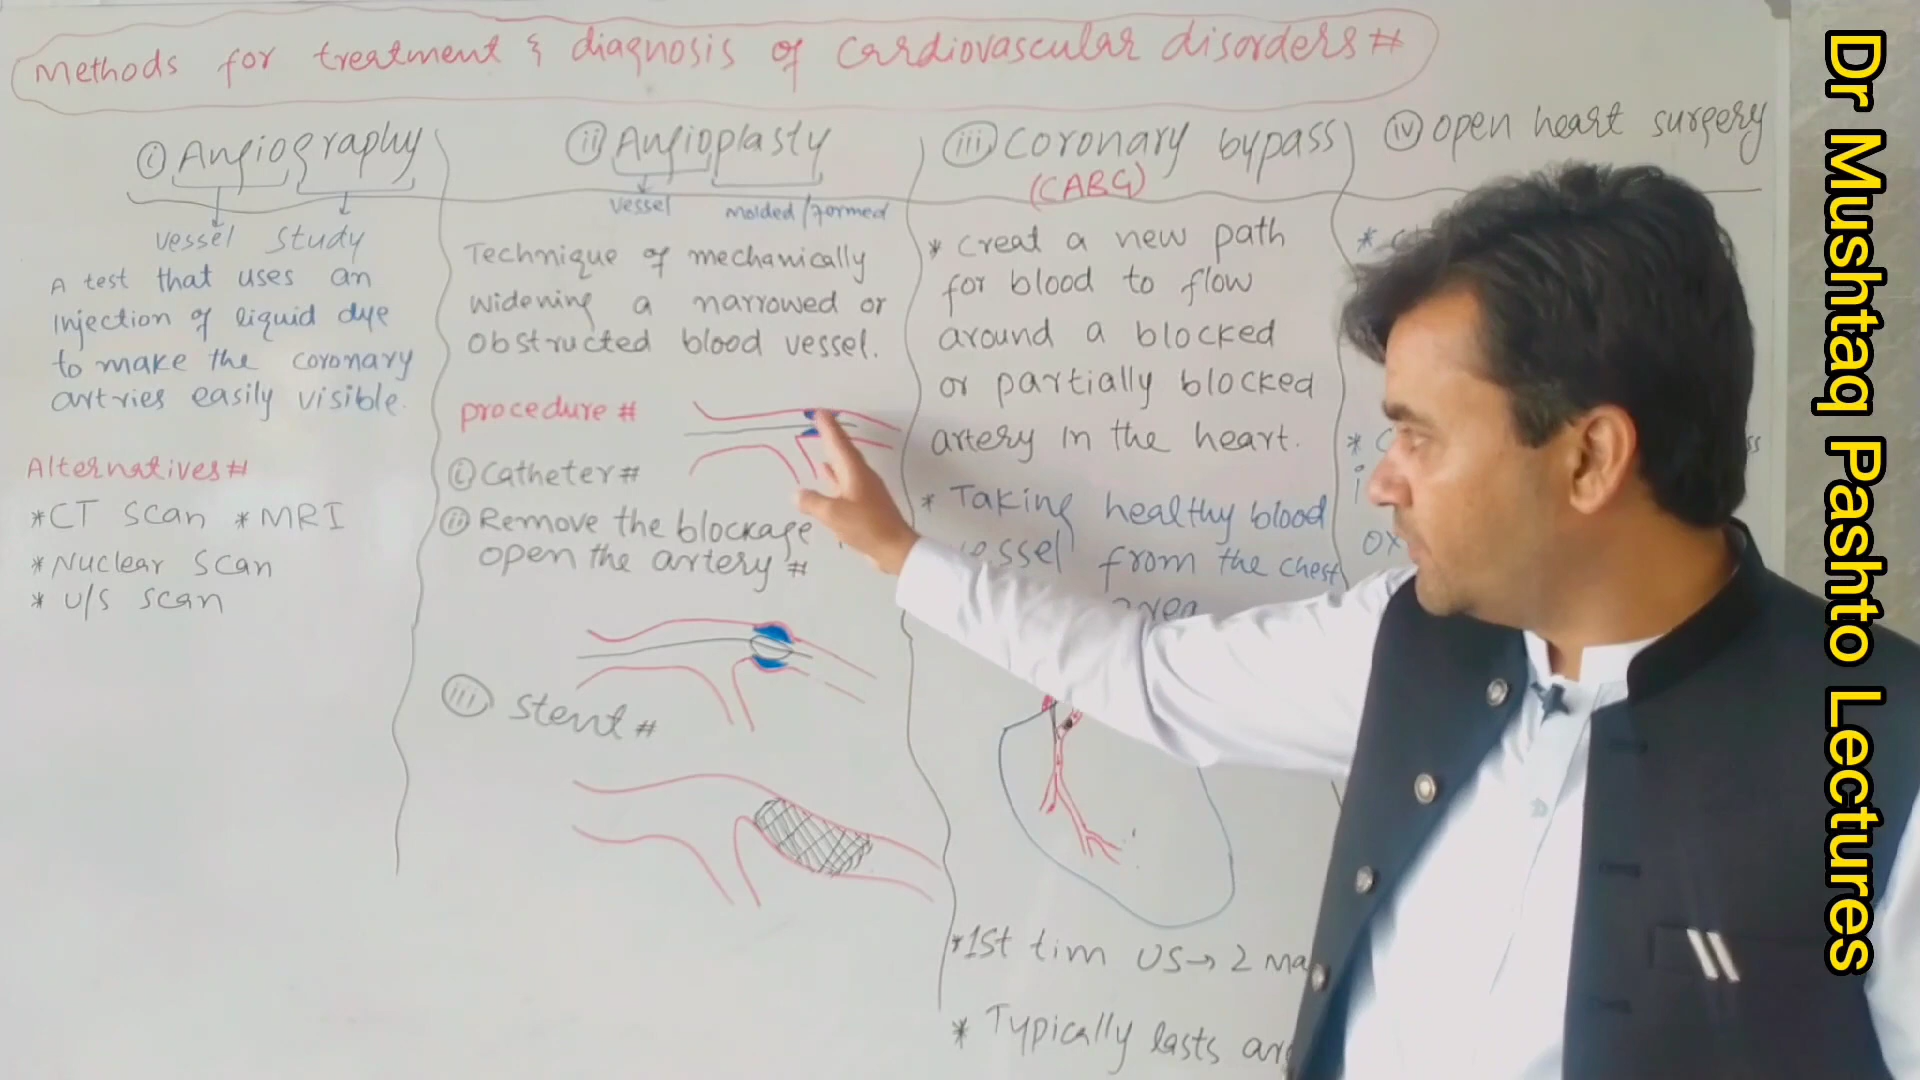 Methods for treatment & diagnosis of cardiovascular disorders #
(i) Angiography
vessel study
A test that uses an
injection of liquid dye
to make the coronary
artries easily visible.
Alternatives #
*CT scan *MRI
*Nuclear scan
* U/S scan
(ii) Angioplasty
vessel molded/formed
Technique of mechanically
widening a narrowed or
obstructed blood vessel.
procedure #
(i) Catheter #
(ii) Remove the blockage
open the artery #
(iii) Stent #
(iii) Coronary bypass
(CABG)
* Creat a new path
for blood to flow
around a blocked
or partially blocked
artery in the heart.
* Taking healthy blood
vessel from the chest
area
*1st tim US → 2 Ma
* Typically lasts
(iv) open heart surgery
Dr Mushtaq Pashto Lectures